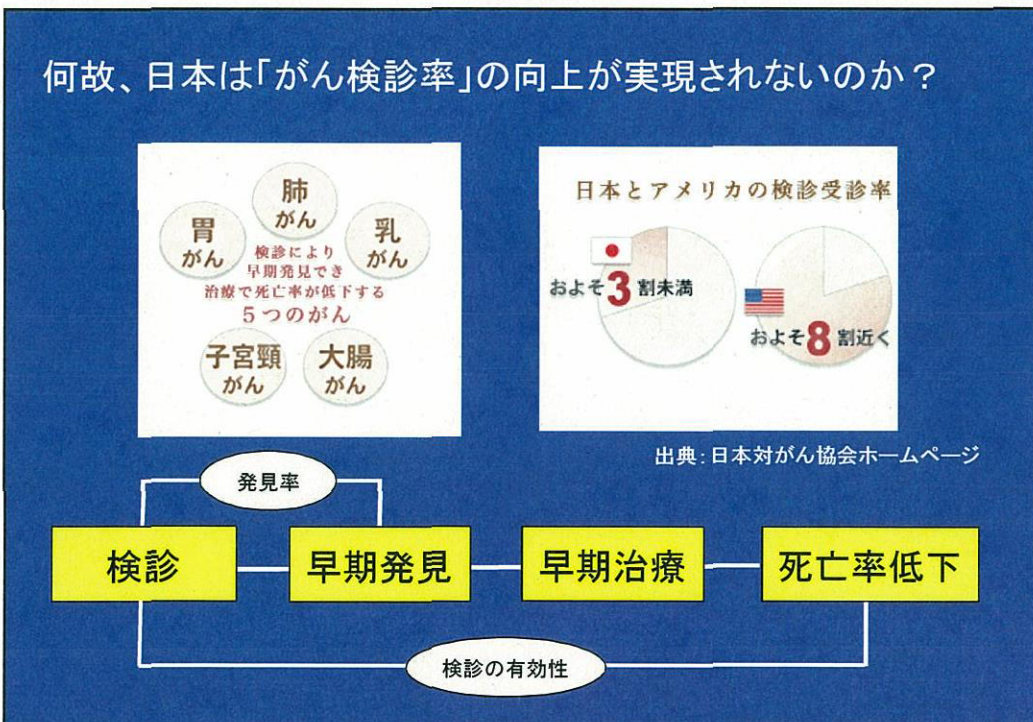 何故、日本は「がん検診率」の向上が実現されないのか？
肺
がん
胃
がん
乳
がん
検診により
早期発見でき
治療で死亡率が低下する
5つのがん
子宮頸
がん
大腸
がん
日本とアメリカの検診受診率
およそ3割未満
およそ8割近く
出典：日本対がん協会ホームページ
発見率
検診
早期発見
早期治療
死亡率低下
検診の有効性